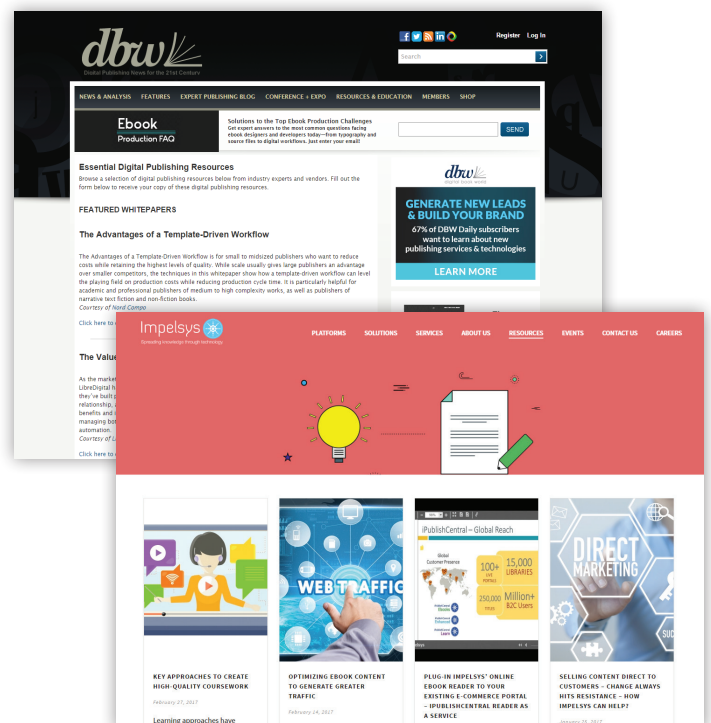 dbw
Digital Publishing News for the 21st Century
Register Log In
Search
NEWS & ANALYSIS FEATURES EXPERT PUBLISHING BLOG CONFERENCE + EXPO RESOURCES & EDUCATION MEMBERS SHOP
Ebook
Production FAQ
Solutions to the Top Ebook Production Challenges
Get expert answers to the most common questions facing
ebook designers and developers today—from typography and
source files to digital workflows. Just enter your email!
SEND
Essential Digital Publishing Resources
Browse a selection of digital publishing resources below from industry experts and vendors. Fill out the
form below to receive your copy of these digital publishing resources.
FEATURED WHITEPAPERS
The Advantages of a Template-Driven Workflow
The Advantages of a Template-Driven Workflow is for small to midsized publishers who want to reduce
costs while retaining the highest levels of quality. While scale usually gives large publishers an advantage
over smaller competitors, the techniques in this whitepaper show how a template-driven workflow can level
the playing field on production costs while reducing production cycle time. It is particularly helpful for
academic and professional publishers of medium to high complexity works, as well as publishers of
narrative text fiction and non-fiction books.
Courtesy of Nord Compo
Click here to
The Value
As the market
LibreDigital h
they've built p
relationship,
benefits and
managing bo
automation.
Courtesy of L
Click here to
dbw
digital book world
GENERATE NEW LEADS
& BUILD YOUR BRAND
67% of DBW Daily subscribers
want to learn about new
publishing services & technologies
LEARN MORE
Impelsys
Spreading knowledge through technology
PLATFORMS SOLUTIONS SERVICES ABOUT US RESOURCES EVENTS CONTACT US CAREERS
WEB TRAFFIC
iPublishCentral – Global Reach
Global
Customer Presence
100+
LIVE
PORTALS
15,000
LIBRARIES
250,000
TITLES
Million+
B2C Users
DIRECT
MARKETING
SUC
KEY APPROACHES TO CREATE
HIGH-QUALITY COURSEWORK
February 27, 2017
Learning approaches have
OPTIMIZING EBOOK CONTENT
TO GENERATE GREATER
TRAFFIC
February 14, 2017
PLUG-IN IMPELSYS' ONLINE
EBOOK READER TO YOUR
EXISTING E-COMMERCE PORTAL
– IPUBLISHCENTRAL READER AS
A SERVICE
SELLING CONTENT DIRECT TO
CUSTOMERS – CHANGE ALWAYS
HITS RESISTANCE – HOW
IMPELSYS CAN HELP?